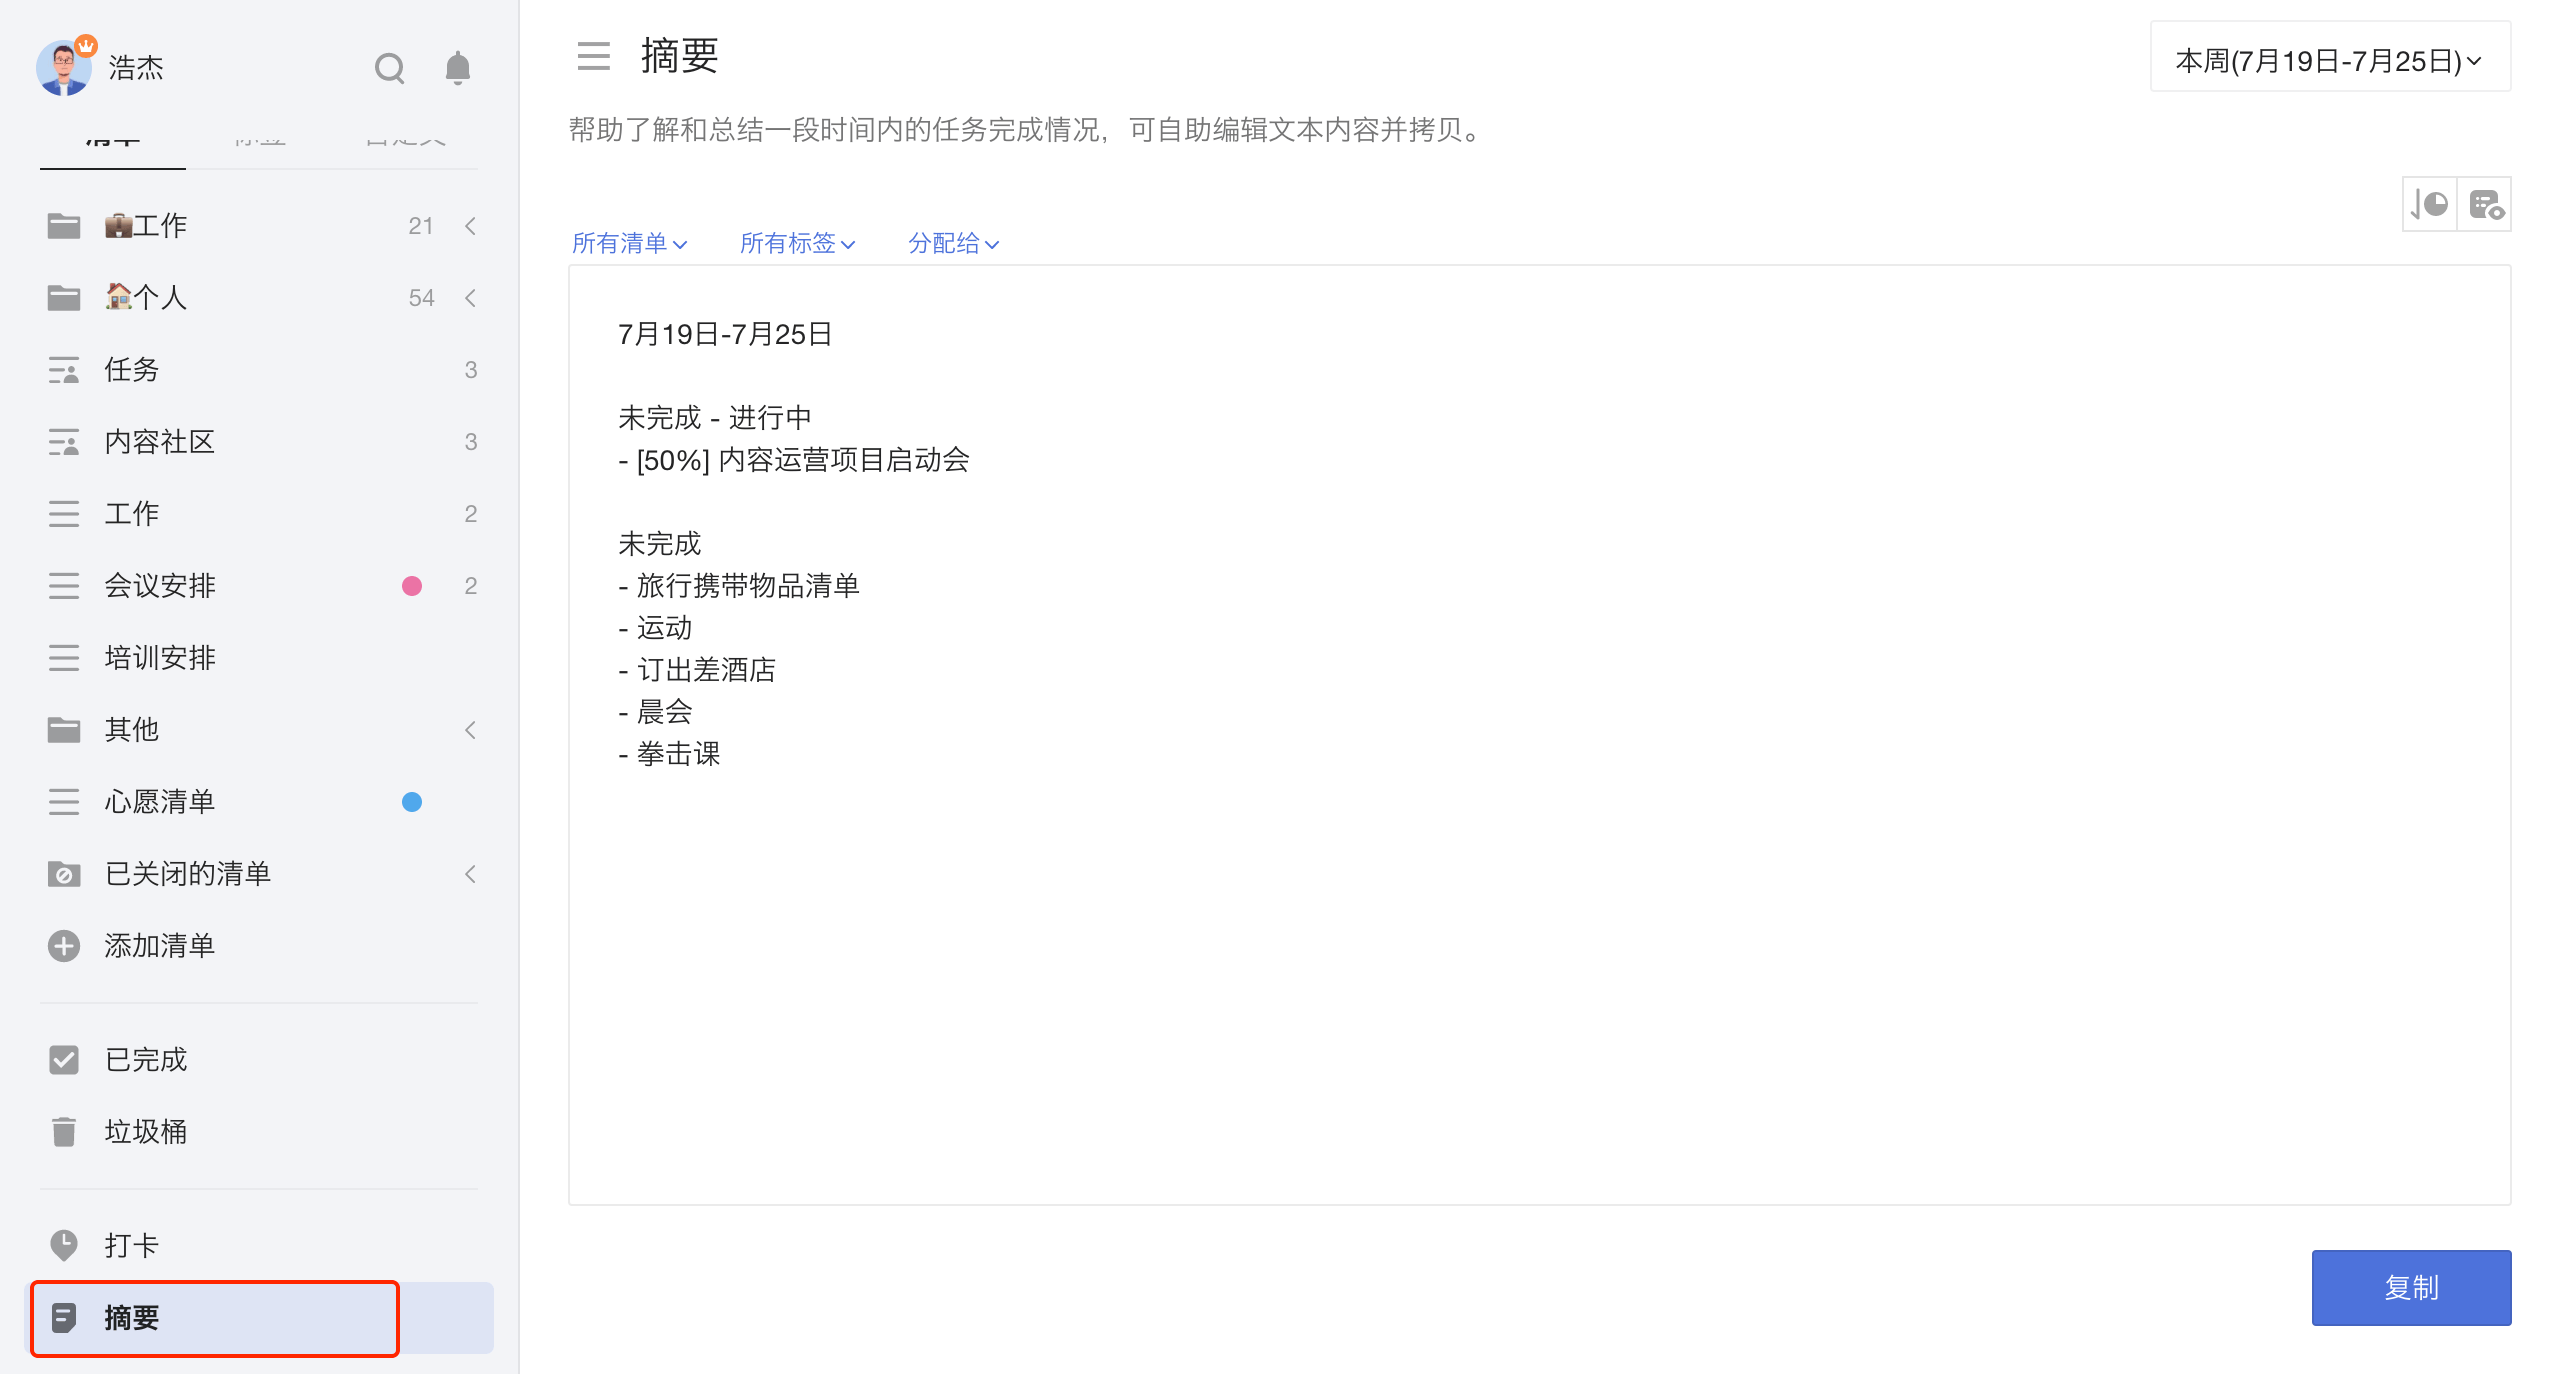 浩杰
💼工作 21
🏠个人 54
任务 3
内容社区 3
工作 2
会议安排 2
培训安排
其他
心愿清单
已关闭的清单
添加清单
已完成
垃圾桶
打卡
摘要
摘要
本周(7月19日-7月25日)
帮助了解和总结一段时间内的任务完成情况，可自助编辑文本内容并拷贝。
所有清单 所有标签 分配给
7月19日-7月25日
未完成 - 进行中
- [50%] 内容运营项目启动会
未完成
- 旅行携带物品清单
- 运动
- 订出差酒店
- 晨会
- 拳击课
复制